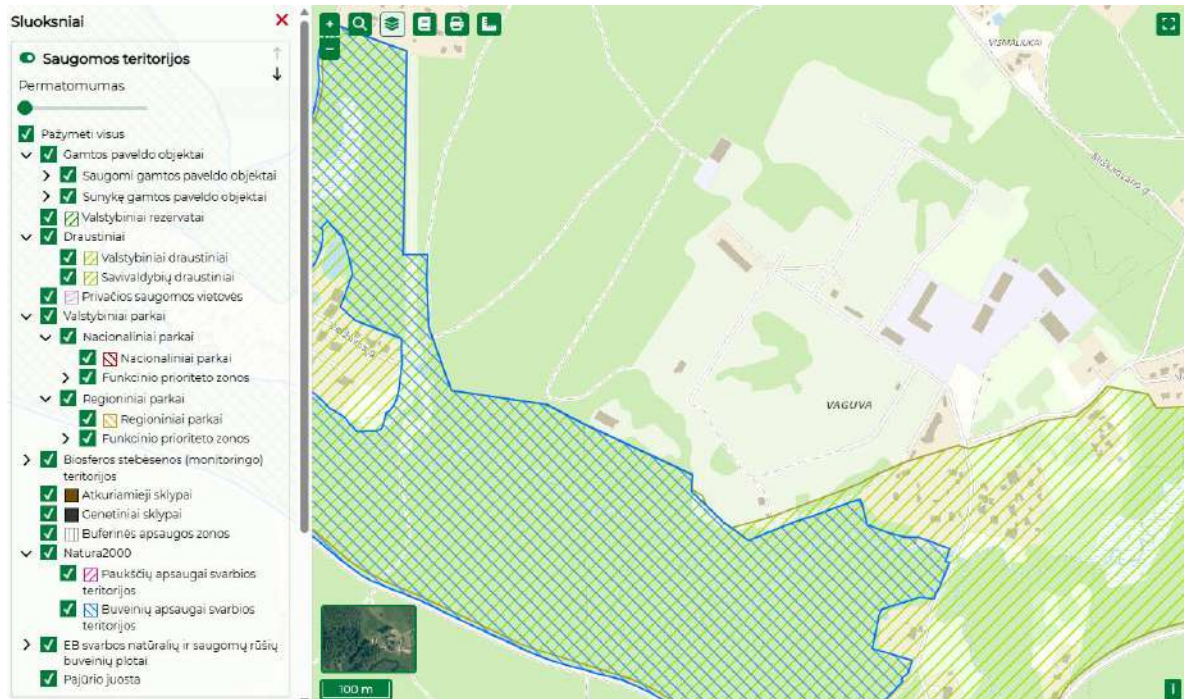 Sluoksniai
Saugomos teritorijos
Permatomumas
Pažymėti visus
Gamtos paveldo objektai
Saugomi gamtos paveldo objektai
Sunykę gamtos paveldo objektai
Valstybiniai rezervatai
Draustiniai
Valstybiniai draustiniai
Savivaldybių draustiniai
Privačios saugomos vietovės
Valstybiniai parkai
Nacionaliniai parkai
Nacionaliniai parkai
Funkcinio prioriteto zonos
Regioniniai parkai
Regioniniai parkai
Funkcinio prioriteto zonos
Biosferos stebėsenos (monitoringo)
teritorijos
Atkuriamieji sklypai
Genetiniai sklypai
Buferinės apsaugos zonos
Natura2000
Paukščių apsaugai svarbios
teritorijos
Buveinių apsaugai svarbios
teritorijos
EB svarbos natūralių ir saugomų rūšių
buveinių plotai
Pajūrio juosta
VISMALIUKAI
VAGUVA
100 m